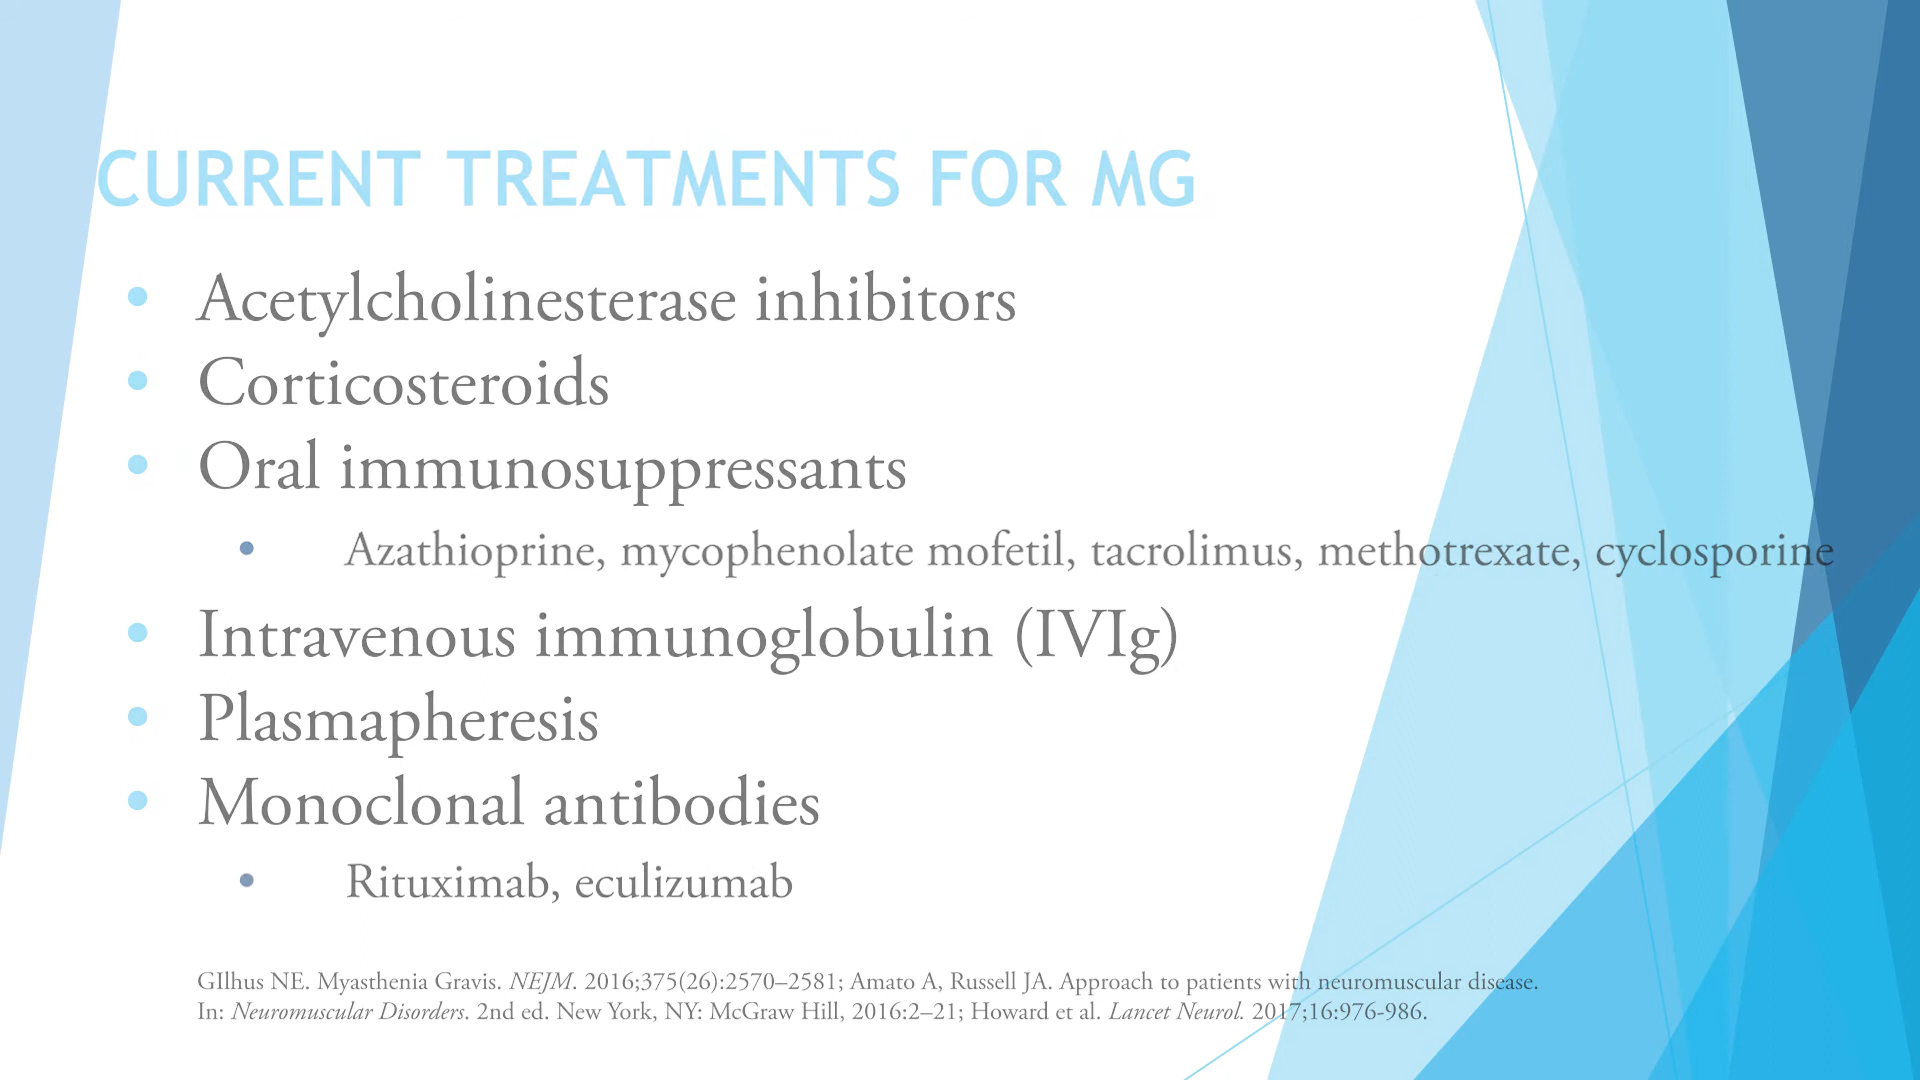 CURRENT TREATMENTS FOR MG
• Acetylcholinesterase inhibitors
• Corticosteroids
• Oral immunosuppressants
• Azathioprine, mycophenolate mofetil, tacrolimus, methotrexate, cyclosporine
• Intravenous immunoglobulin (IVIg)
• Plasmapheresis
• Monoclonal antibodies
• Rituximab, eculizumab
GIlhus NE. Myasthenia Gravis. NEJM. 2016;375(26):2570–2581; Amato A, Russell JA. Approach to patients with neuromuscular disease.
In: Neuromuscular Disorders. 2nd ed. New York, NY: McGraw Hill, 2016:2–21; Howard et al. Lancet Neurol. 2017;16:976-986.